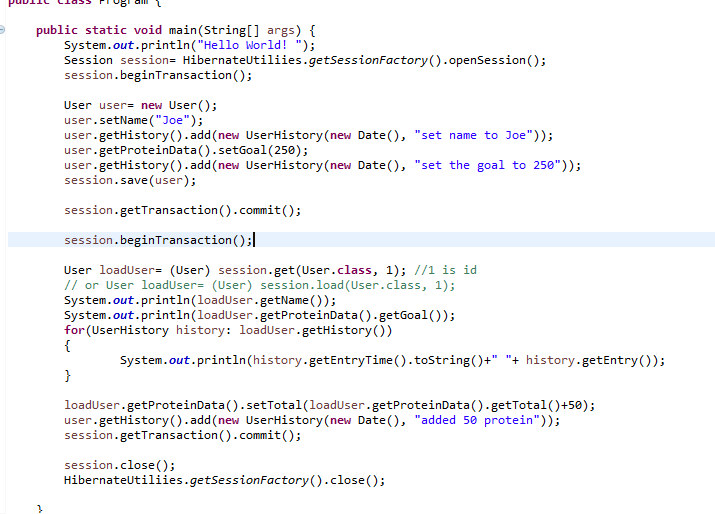 public class Program {
public static void main(String[] args) {
System.out.println("Hello World! ");
Session session= HibernateUtiliies.getSessionFactory().openSession();
session.beginTransaction();
User user= new User();
user.setName("Joe");
user.getHistory().add(new UserHistory(new Date(), "set name to Joe"));
user.getProteinData().setGoal(250);
user.getHistory().add(new UserHistory(new Date(), "set the goal to 250"));
session.save(user);
session.getTransaction().commit();
session.beginTransaction();
User loadUser= (User) session.get(User.class, 1); //1 is id
// or User loadUser= (User) session.load(User.class, 1);
System.out.println(loadUser.getName());
System.out.println(loadUser.getProteinData().getGoal());
for(UserHistory history: loadUser.getHistory())
{
System.out.println(history.getEntryTime().toString()+" "+ history.getEntry());
}
loadUser.getProteinData().setTotal(loadUser.getProteinData().getTotal()+50);
user.getHistory().add(new UserHistory(new Date(), "added 50 protein"));
session.getTransaction().commit();
session.close();
HibernateUtiliies.getSessionFactory().close();
}